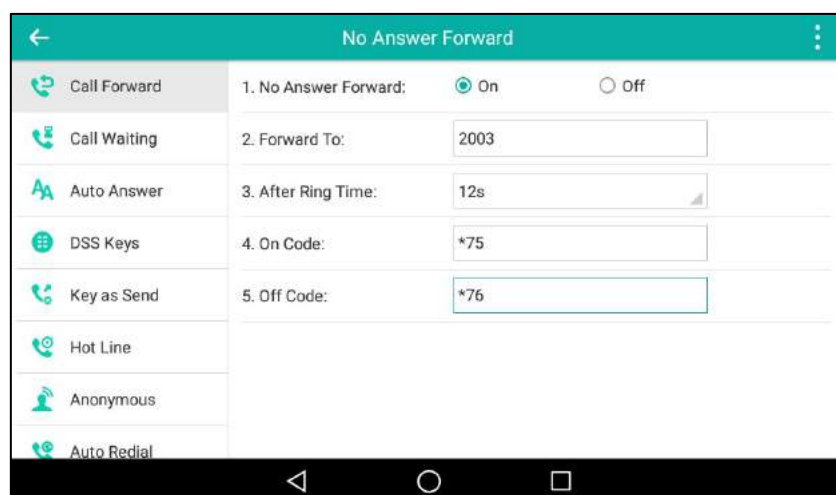 No Answer Forward
Call Forward
1. No Answer Forward: On Off
Call Waiting
2. Forward To: 2003
Auto Answer
3. After Ring Time: 12s
DSS Keys
4. On Code: *75
Key as Send
5. Off Code: *76
Hot Line
Anonymous
Auto Redial